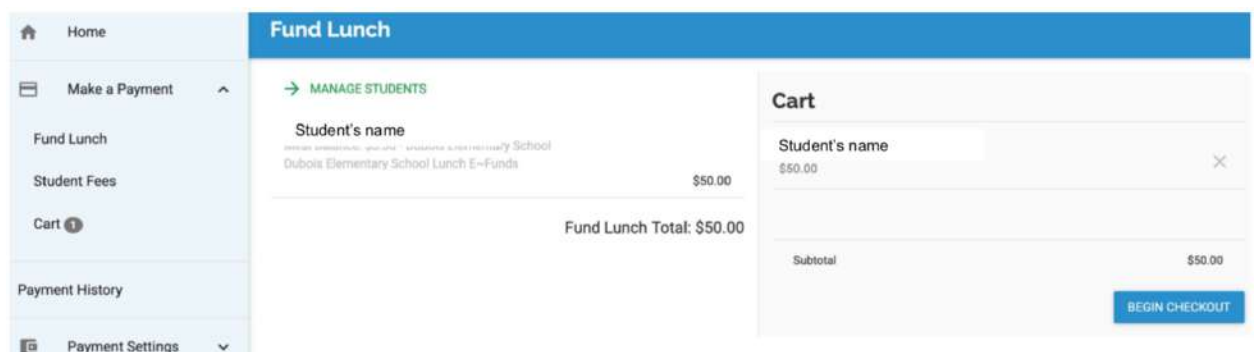 Home
Make a Payment
Fund Lunch
Student Fees
Cart 1
Payment History
Payment Settings
Fund Lunch
MANAGE STUDENTS
Student's name
School
Dubois Elementary School Lunch E~Funds
$50.00
Fund Lunch Total: $50.00
Cart
Student's name
$50.00
Subtotal $50.00
BEGIN CHECKOUT